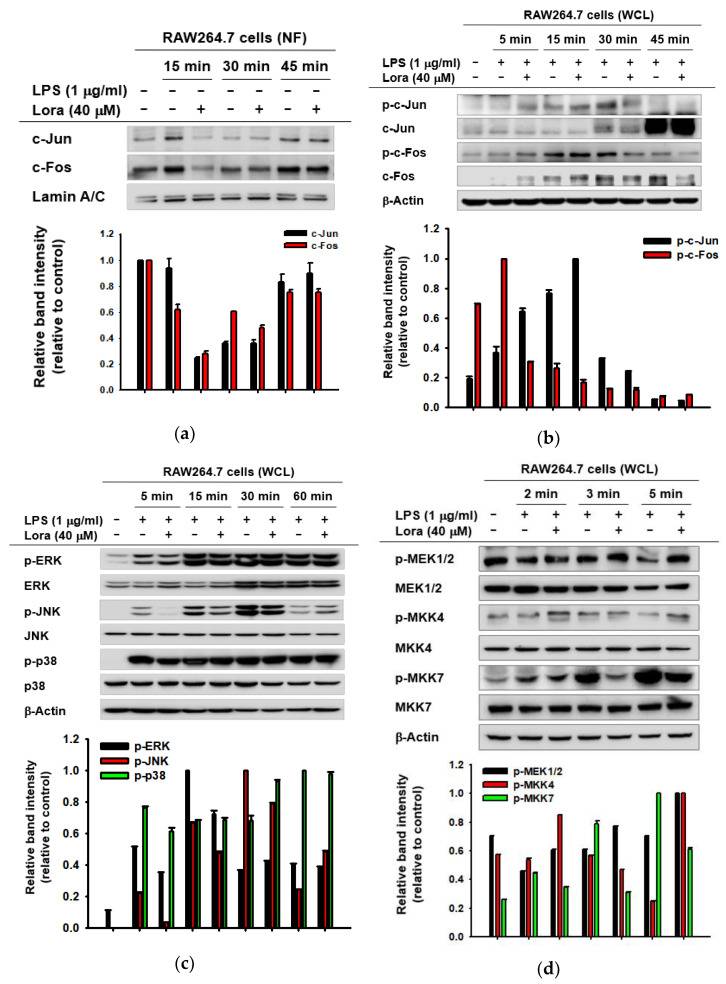 RAW264.7 cells (NF)
15 min 30 min 45 min
LPS (1 µg/ml) – – + + + + +
Lora (40 µM) – – + – + – +
c-Jun
c-Fos
Lamin A/C
Relative band intensity
(relative to control)
c-Jun
c-Fos
1.2
1.0
0.8
0.6
0.4
0.2
0.0
(a)
RAW264.7 cells (WCL)
5 min 15 min 30 min 45 min
LPS (1 µg/ml) – + + + + + + + +
Lora (40 µM) – – + – + – + – +
p-c-Jun
c-Jun
p-c-Fos
c-Fos
β-Actin
Relative band intensity
(relative to control)
p-c-Jun
p-c-Fos
1.2
1.0
0.8
0.6
0.4
0.2
0.0
(b)
RAW264.7 cells (WCL)
5 min 15 min 30 min 60 min
LPS (1 µg/ml) – + + + + + + + +
Lora (40 µM) – – + – + – + – +
p-ERK
ERK
p-JNK
JNK
p-p38
p38
β-Actin
Relative band intensity
(relative to control)
p-ERK
p-JNK
p-p38
1.2
1.0
0.8
0.6
0.4
0.2
0.0
(c)
RAW264.7 cells (WCL)
2 min 3 min 5 min
LPS (1 µg/ml) – + + + + + +
Lora (40 µM) – – + – + – +
p-MEK1/2
MEK1/2
p-MKK4
MKK4
p-MKK7
MKK7
β-Actin
Relative band intensity
(relative to control)
p-MEK1/2
p-MKK4
p-MKK7
1.2
1.0
0.8
0.6
0.4
0.2
0.0
(d)